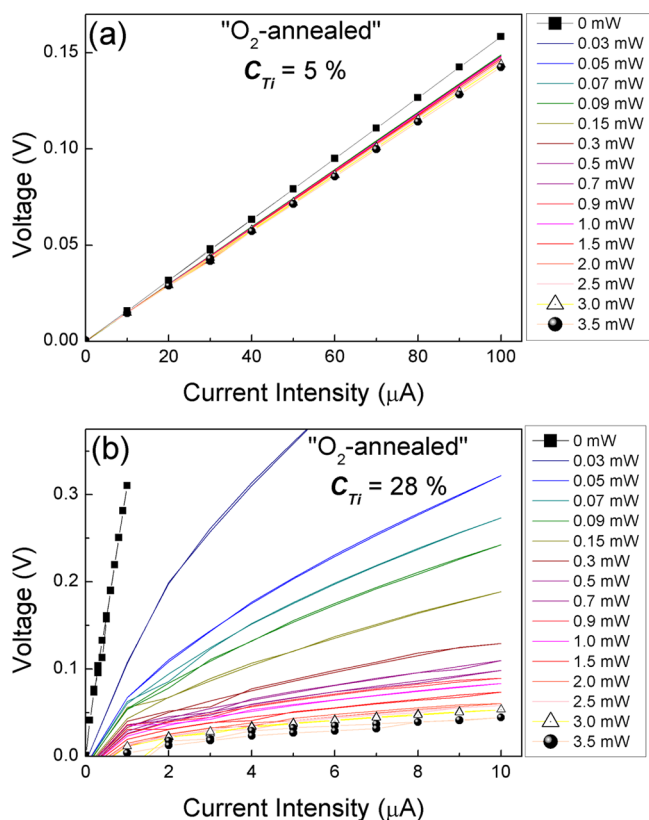 (a)
"O₂-annealed"
C_Ti = 5 %
Voltage (V)
0.15
0.10
0.05
0.00
0
20
40
60
80
100
Current Intensity (μA)
0 mW
0.03 mW
0.05 mW
0.07 mW
0.09 mW
0.15 mW
0.3 mW
0.5 mW
0.7 mW
0.9 mW
1.0 mW
1.5 mW
2.0 mW
2.5 mW
3.0 mW
3.5 mW
(b)
"O₂-annealed"
C_Ti = 28 %
Voltage (V)
0.3
0.2
0.1
0.0
0
2
4
6
8
10
Current Intensity (μA)
0 mW
0.03 mW
0.05 mW
0.07 mW
0.09 mW
0.15 mW
0.3 mW
0.5 mW
0.7 mW
0.9 mW
1.0 mW
1.5 mW
2.0 mW
2.5 mW
3.0 mW
3.5 mW